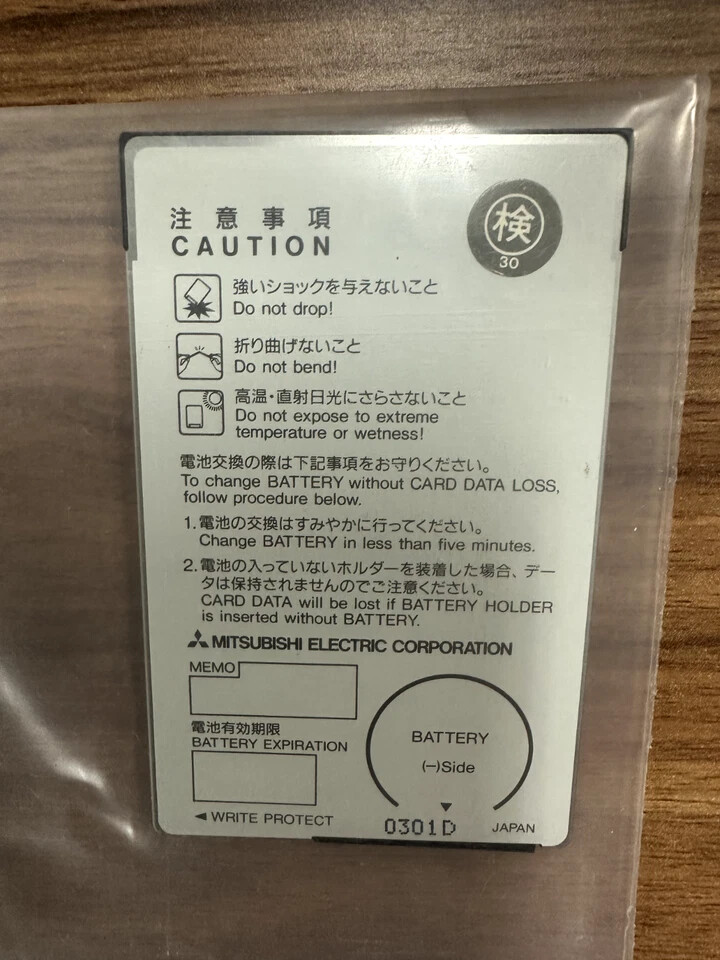 注意事項
CAUTION
検
30
強いショックを与えないこと
Do not drop!
折り曲げないこと
Do not bend!
高温・直射日光にさらさないこと
Do not expose to extreme
temperature or wetness!
電池交換の際は下記事項をお守りください。
To change BATTERY without CARD DATA LOSS,
follow procedure below.
1. 電池の交換はすみやかに行ってください。
Change BATTERY in less than five minutes.
2. 電池の入っていないホルダーを装着した場合、デー
タは保持されませんのでご注意ください。
CARD DATA will be lost if BATTERY HOLDER
is inserted without BATTERY.
MITSUBISHI ELECTRIC CORPORATION
MEMO
電池有効期限
BATTERY EXPIRATION
BATTERY
(−)Side
◄ WRITE PROTECT
▼
0301D
JAPAN